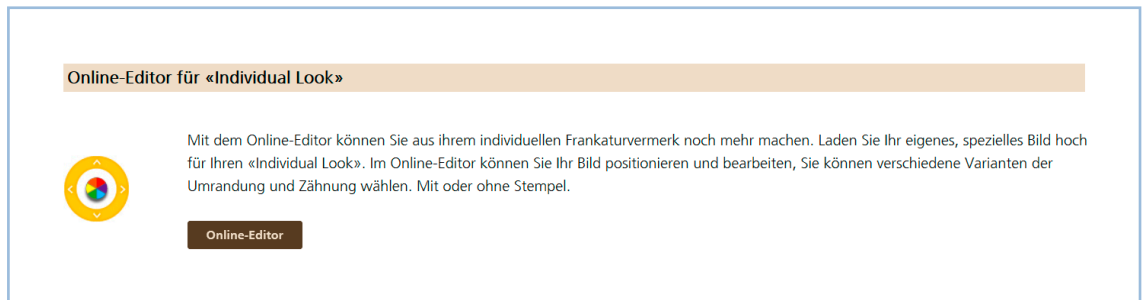 Online-Editor für «Individual Look»
Mit dem Online-Editor können Sie aus ihrem individuellen Frankaturvermerk noch mehr machen. Laden Sie Ihr eigenes, spezielles Bild hoch
für Ihren «Individual Look». Im Online-Editor können Sie Ihr Bild positionieren und bearbeiten, Sie können verschiedene Varianten der
Umrandung und Zähnung wählen. Mit oder ohne Stempel.
Online-Editor